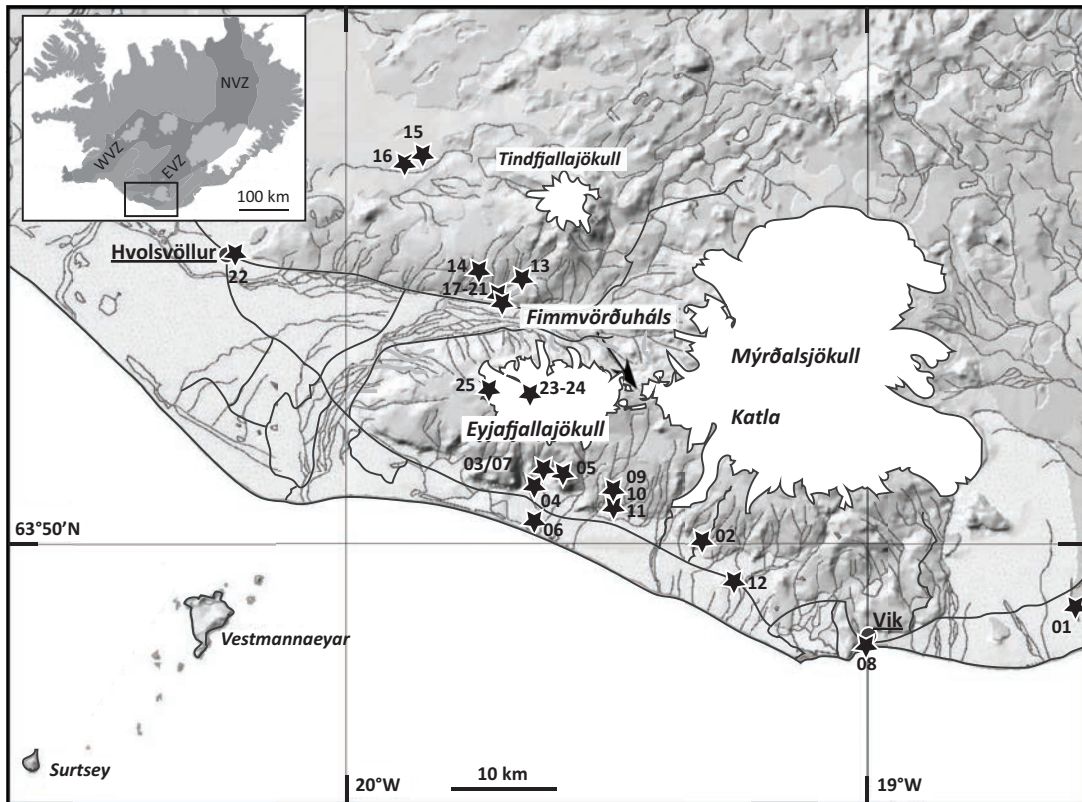 NVZ
WVZ
EVZ
100 km
15
16
Tindfjallajökull
Hvolsvöllur
22
14
13
17-21
Fimmvörðuháls
Mýrðalsjökull
25
23-24
Katla
Eyjafjallajökull
03/07
05
09
04
10
11
06
63°50’N
02
12
Vik
01
Vestmannaeyar
08
Surtsey
10 km
20°W
19°W